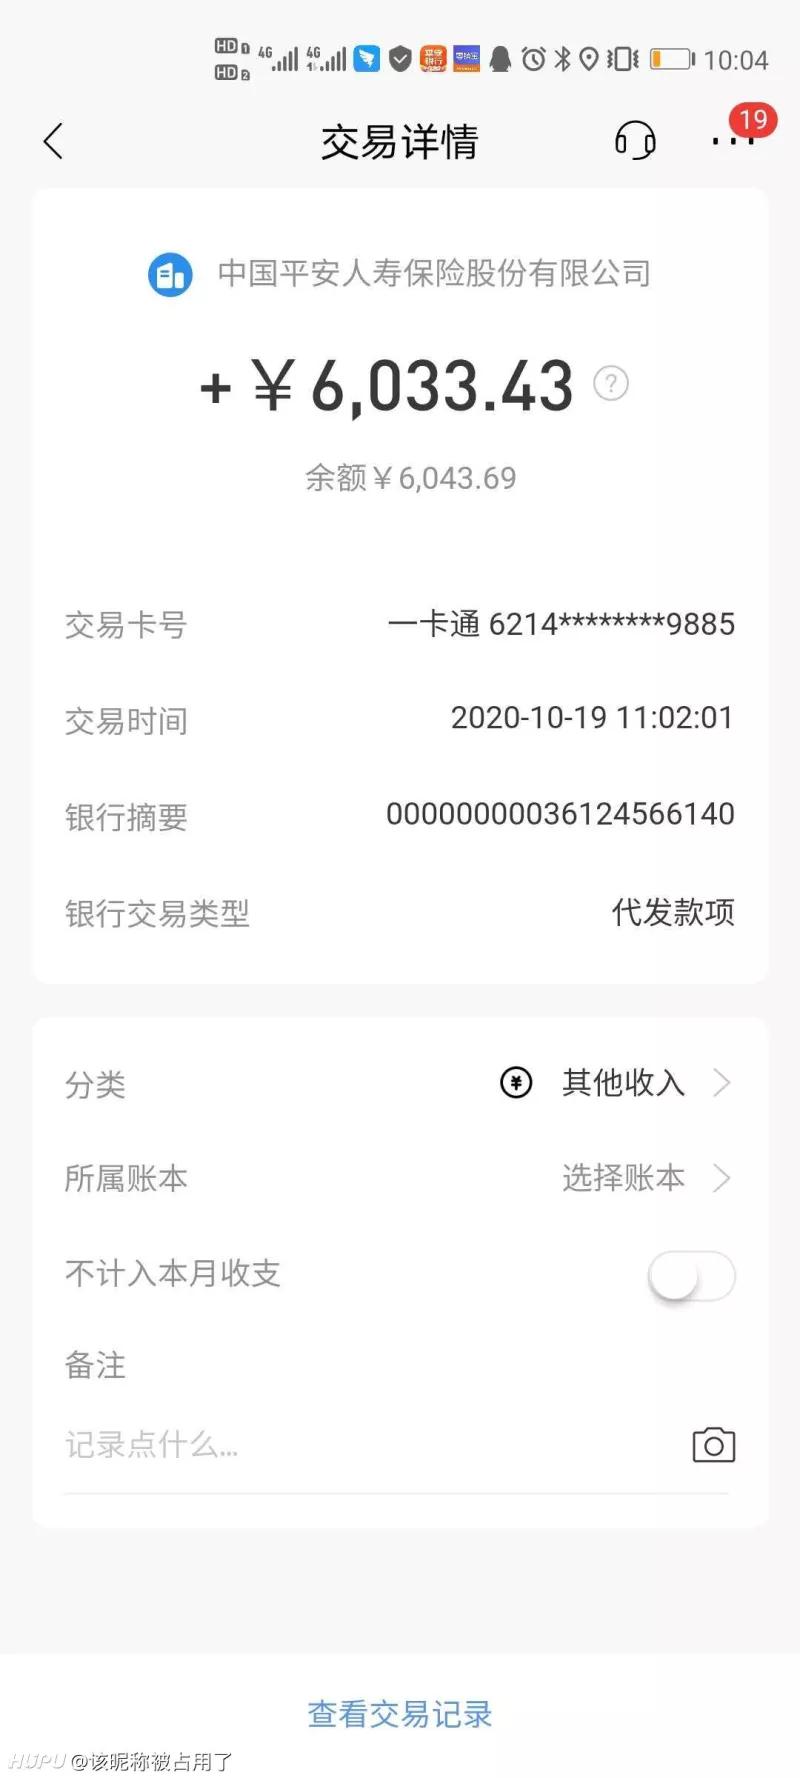 HD 1 4G 4G 10:04
HD 2
平安银行
交易详情
19
中国平安人寿保险股份有限公司
+ ¥ 6,033.43 ?
余额¥6,043.69
交易卡号 一卡通 6214********9885
交易时间 2020-10-19 11:02:01
银行摘要 00000000036124566140
银行交易类型 代发款项
分类 ¥ 其他收入
所属账本 选择账本
不计入本月收支
备注
记录点什么...
查看交易记录
HUPU @该昵称被占用了